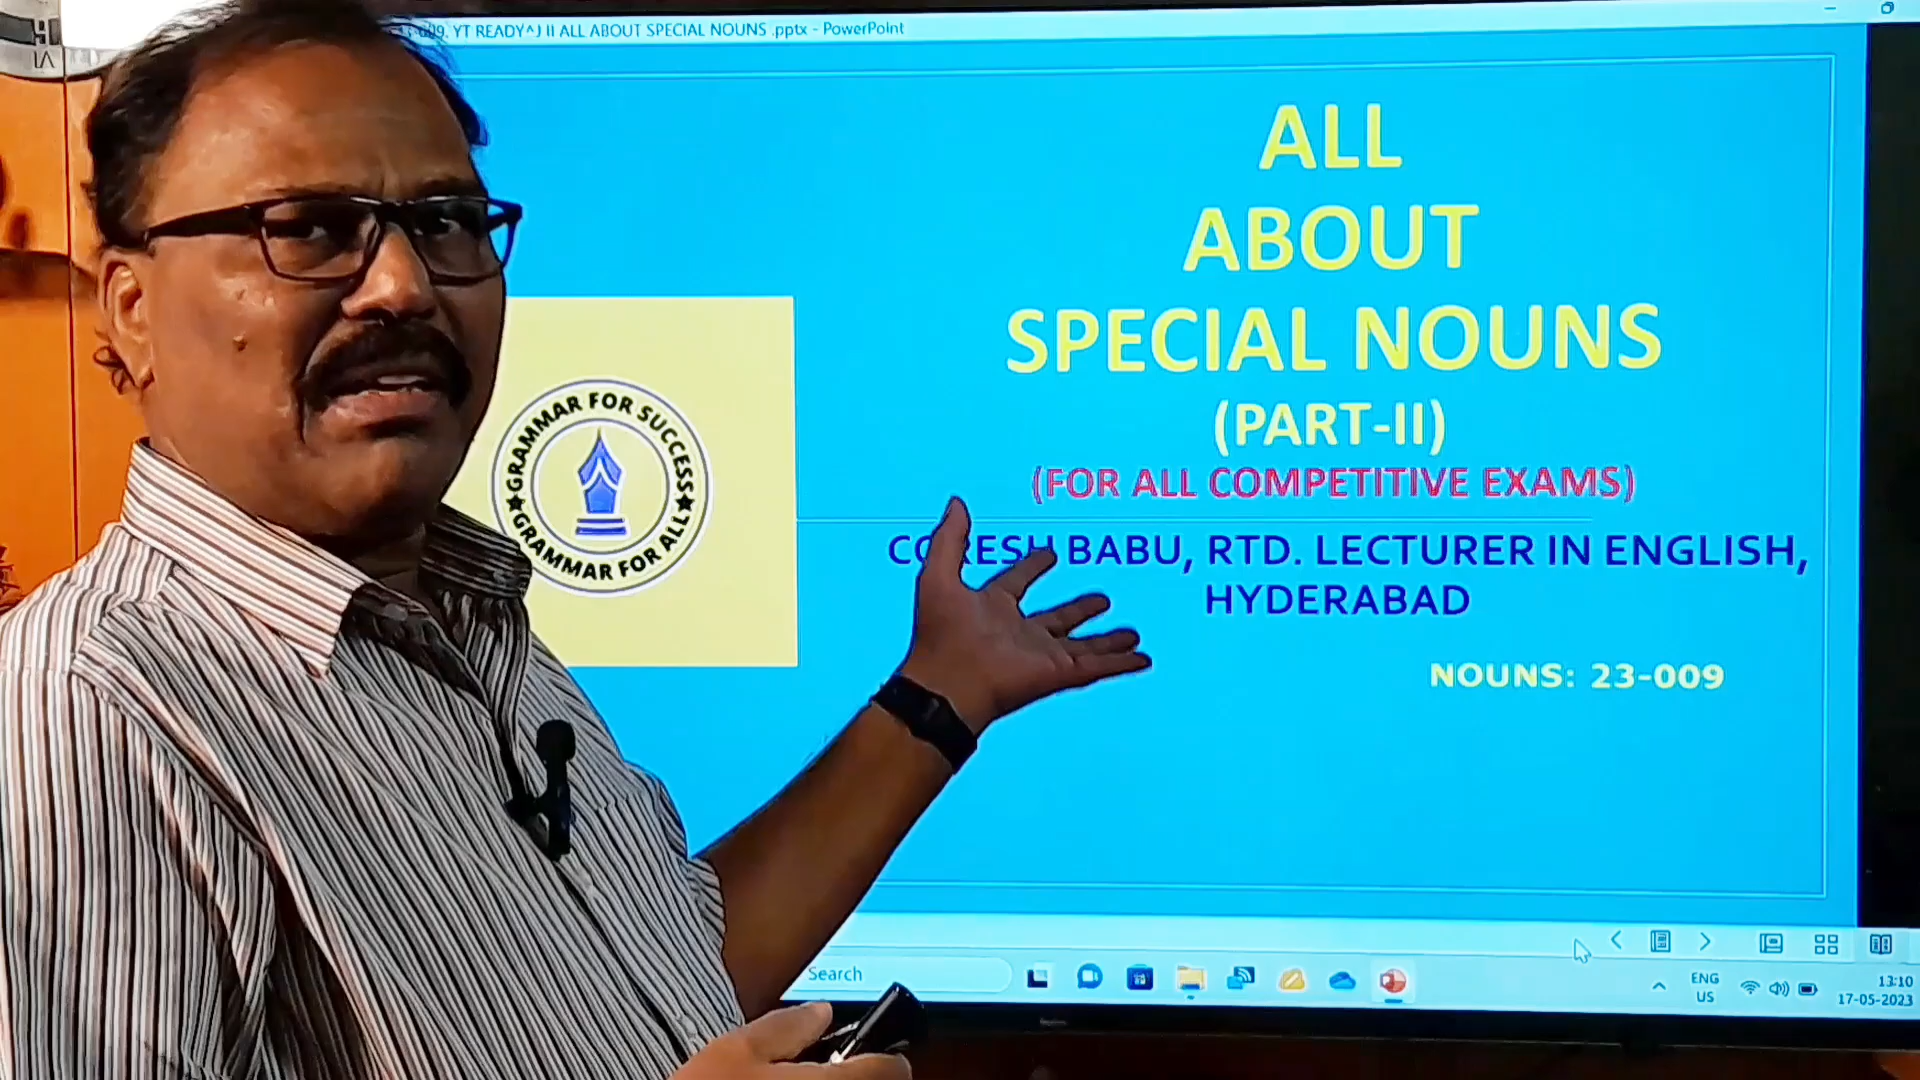 009. YT READY^J II ALL ABOUT SPECIAL NOUNS .pptx - PowerPoint
ALL
ABOUT
SPECIAL NOUNS
(PART-II)
(FOR ALL COMPETITIVE EXAMS)
BABU, RTD. LECTURER IN ENGLISH,
HYDERABAD
NOUNS: 23-009
GRAMMAR FOR SUCCESS
GRAMMAR FOR ALL
Search
ENG
US
13:10
17-05-2023